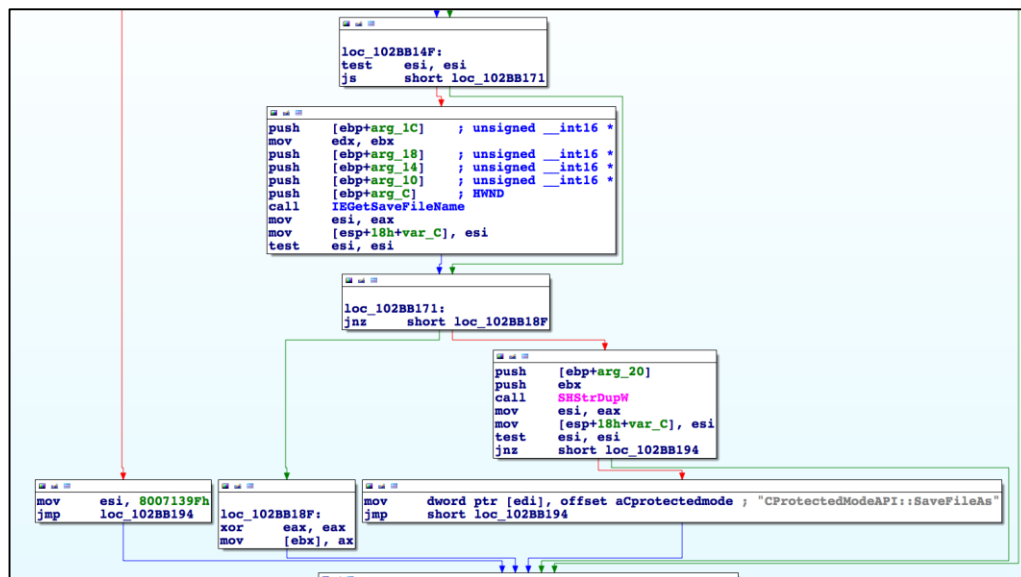 loc_102BB14F:
test esi, esi
js short loc_102BB171
push [ebp+arg_1C] ; unsigned __int16 *
mov edx, ebx
push [ebp+arg_18] ; unsigned __int16 *
push [ebp+arg_14] ; unsigned __int16 *
push [ebp+arg_10] ; unsigned __int16 *
push [ebp+arg_C] ; HWND
call IEGetSaveFileName
mov esi, eax
mov [esp+18h+var_C], esi
test esi, esi
loc_102BB171:
jnz short loc_102BB18F
push [ebp+arg_20]
push ebx
call SHStrDupW
mov esi, eax
mov [esp+18h+var_C], esi
test esi, esi
jnz short loc_102BB194
mov esi, 8007139Fh
jmp loc_102BB194
loc_102BB18F:
xor eax, eax
mov [ebx], ax
mov dword ptr [edi], offset aCprotectedmode ; "CProtectedModeAPI::SaveFileAs"
jmp short loc_102BB194